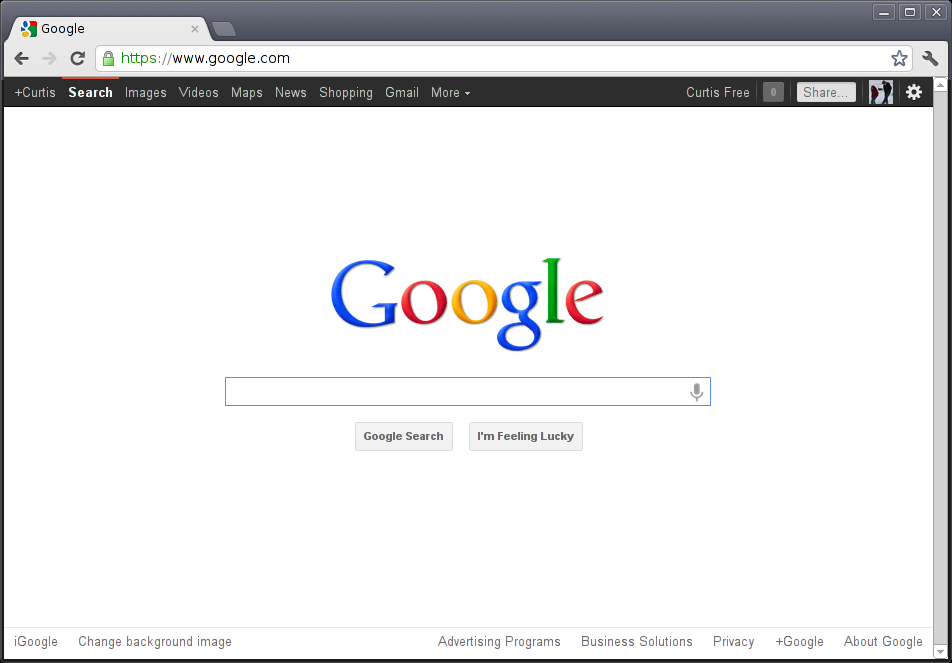 Google
https://www.google.com
+Curtis Search Images Videos Maps News Shopping Gmail More Curtis Free 0 Share...
Google
Google Search I'm Feeling Lucky
iGoogle Change background image Advertising Programs Business Solutions Privacy +Google About Google